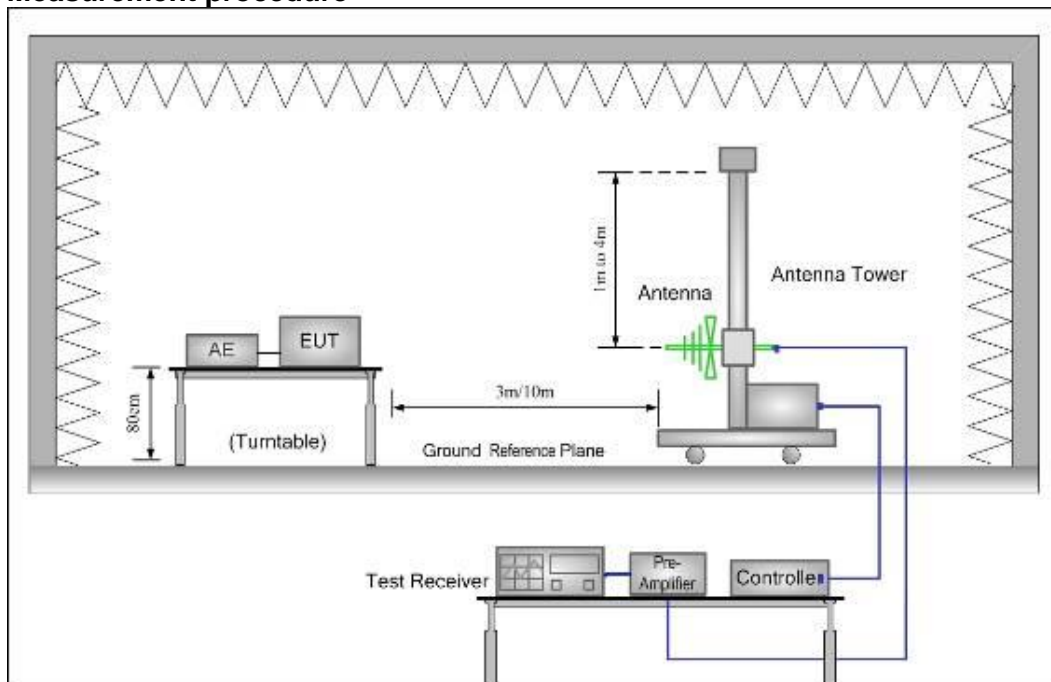 Measurement procedure
1m to 4m
Antenna Tower
Antenna
EUT
AE
3m/10m
80cm
(Turntable)
Ground Reference Plane
Test Receiver
Pre-
Amplifier
Controlle